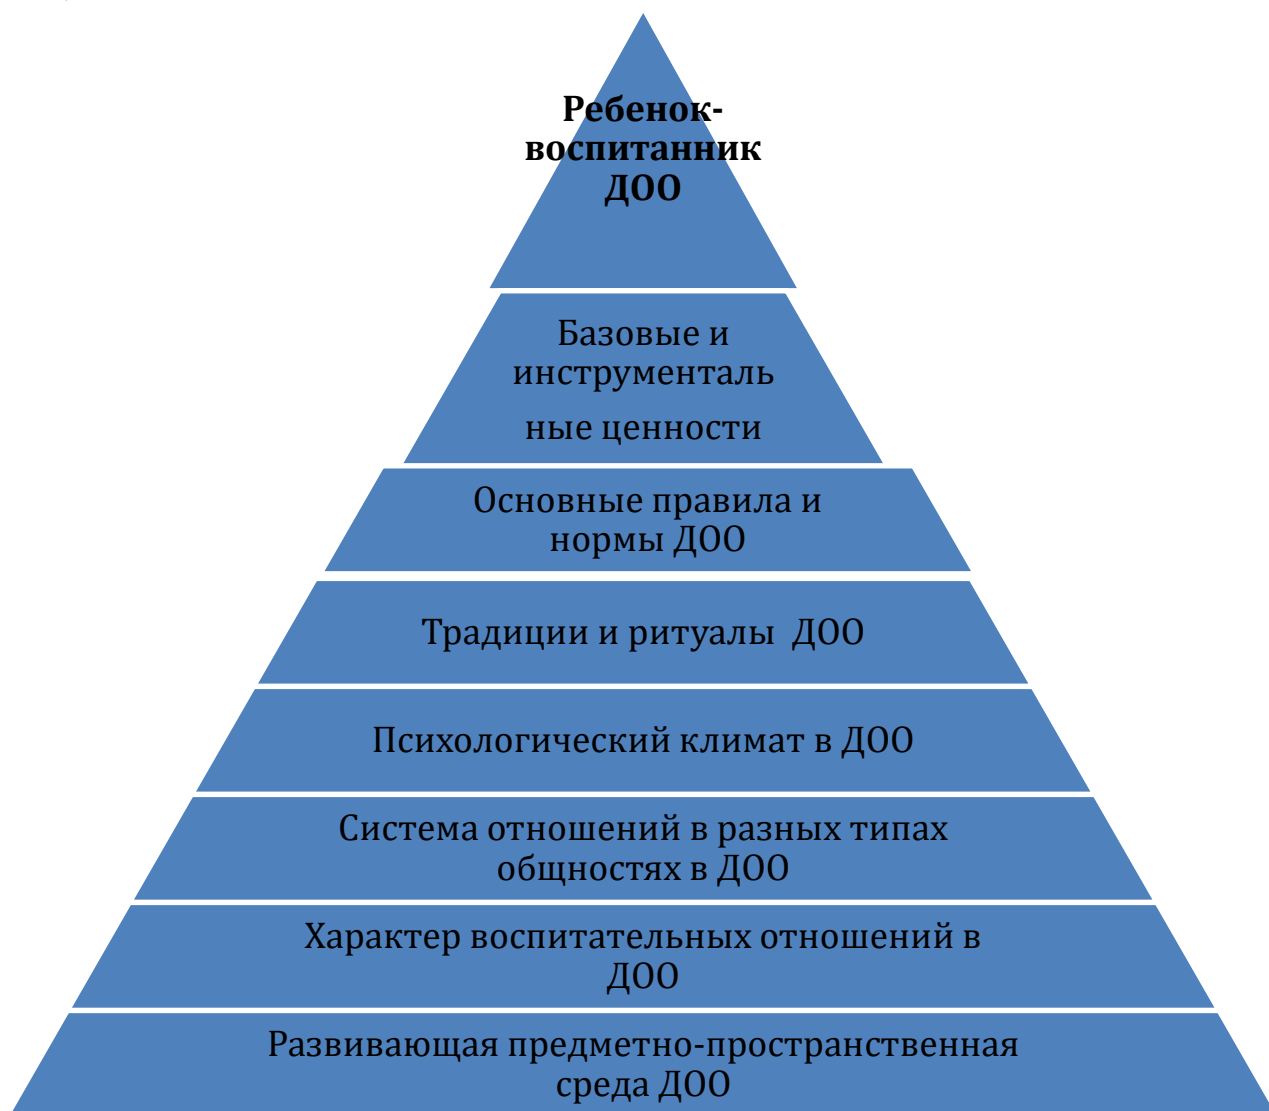 Ребенок-
воспитанник
ДОО
Базовые и
инструменталь
ные ценности
Основные правила и
нормы ДОО
Традиции и ритуалы ДОО
Психологический климат в ДОО
Система отношений в разных типах
общностях в ДОО
Характер воспитательных отношений в
ДОО
Развивающая предметно-пространственная
среда ДОО